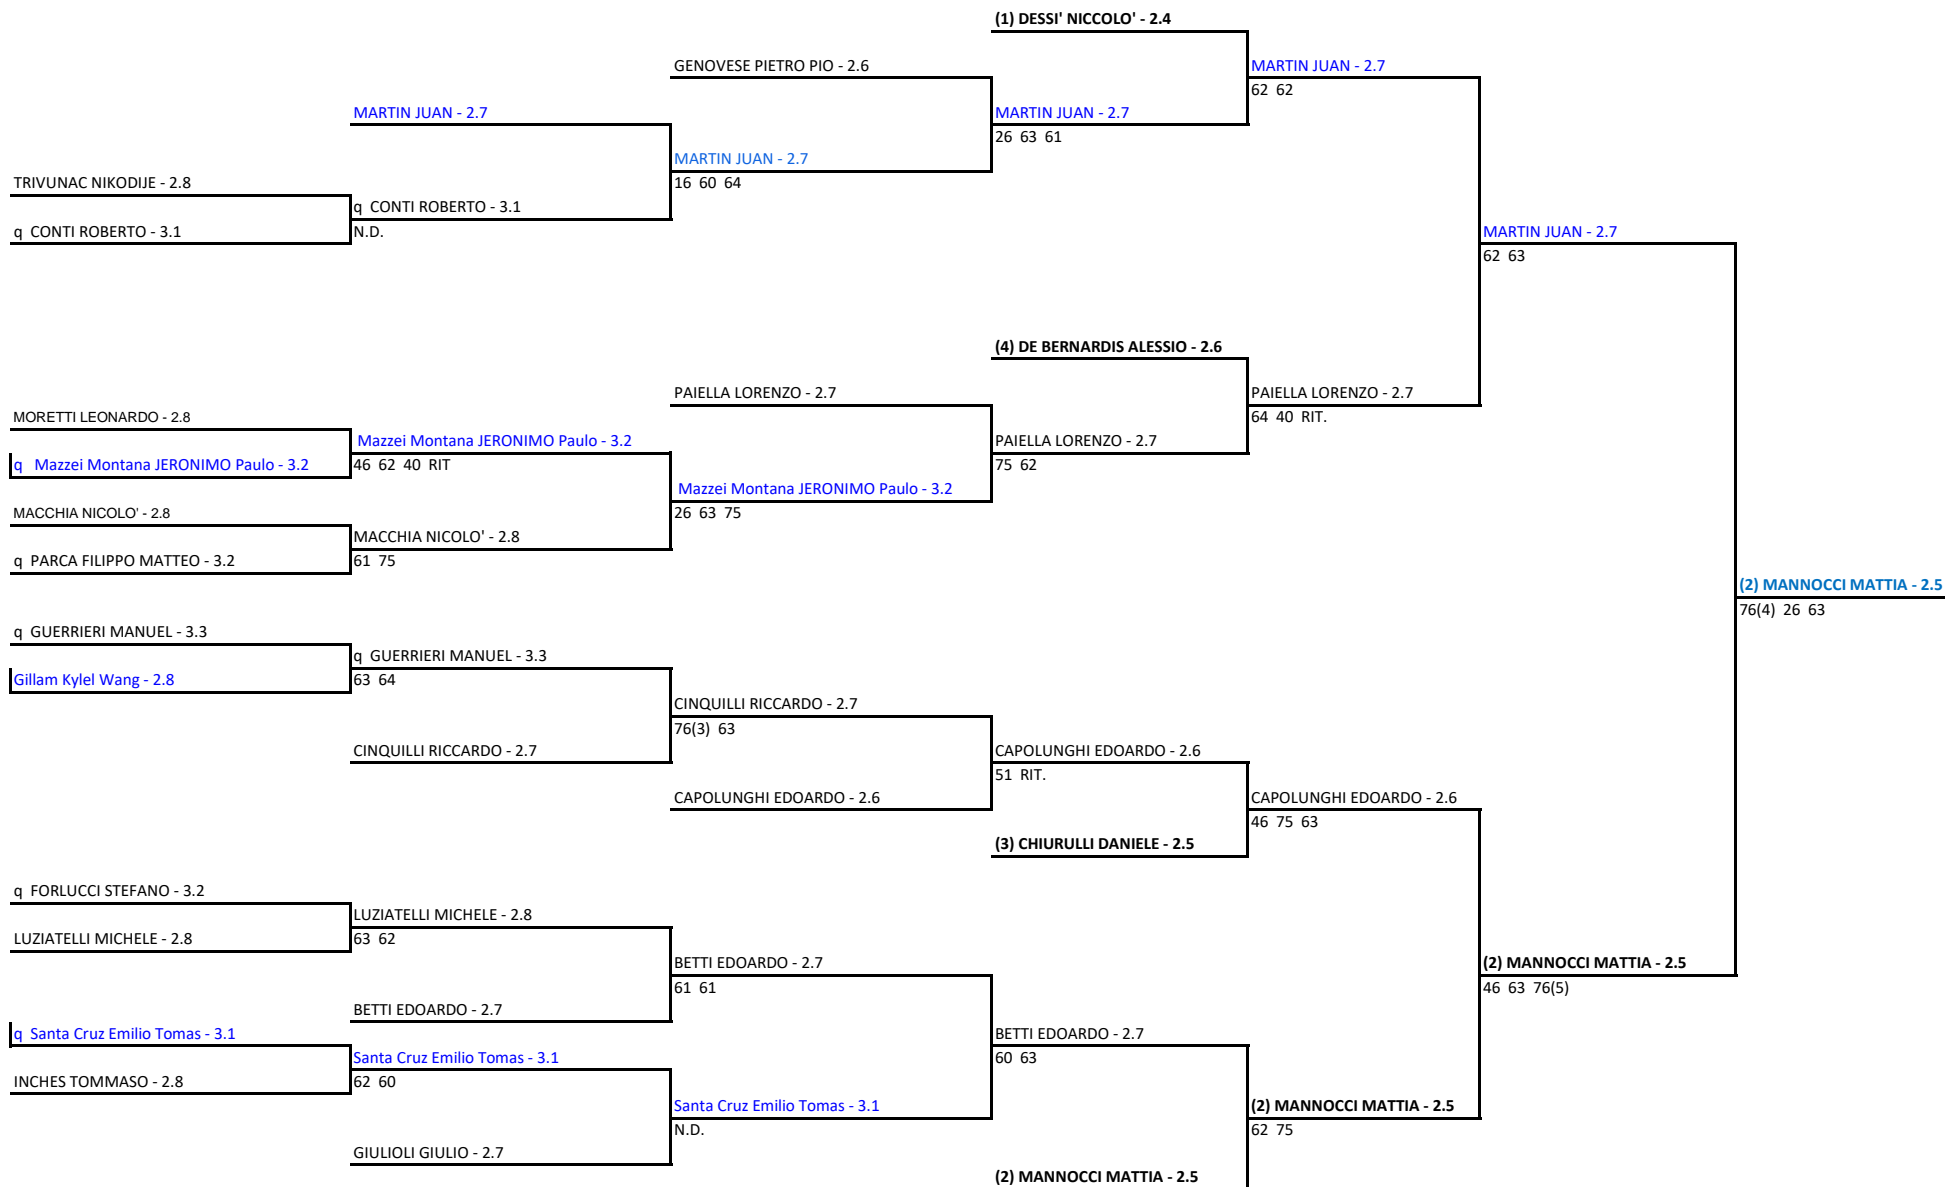 (1) DESSI' NICCOLO' - 2.4
GENOVESE PIETRO PIO - 2.6
MARTIN JUAN - 2.7
62 62
MARTIN JUAN - 2.7
MARTIN JUAN - 2.7
26 63 61
MARTIN JUAN - 2.7
16 60 64
TRIVUNAC NIKODIJE - 2.8
q CONTI ROBERTO - 3.1
q CONTI ROBERTO - 3.1
N.D.
MARTIN JUAN - 2.7
62 63
(4) DE BERNARDIS ALESSIO - 2.6
PAIELLA LORENZO - 2.7
PAIELLA LORENZO - 2.7
64 40 RIT.
MORETTI LEONARDO - 2.8
Mazzei Montana JERONIMO Paulo - 3.2
PAIELLA LORENZO - 2.7
q Mazzei Montana JERONIMO Paulo - 3.2
46 62 40 RIT
75 62
Mazzei Montana JERONIMO Paulo - 3.2
26 63 75
MACCHIA NICOLO' - 2.8
MACCHIA NICOLO' - 2.8
q PARCA FILIPPO MATTEO - 3.2
61 75
(2) MANNOCCI MATTIA - 2.5
76(4) 26 63
q GUERRIERI MANUEL - 3.3
q GUERRIERI MANUEL - 3.3
Gillam Kylel Wang - 2.8
63 64
CINQUILLI RICCARDO - 2.7
76(3) 63
CINQUILLI RICCARDO - 2.7
CAPOLUNGHI EDOARDO - 2.6
51 RIT.
CAPOLUNGHI EDOARDO - 2.6
CAPOLUNGHI EDOARDO - 2.6
46 75 63
(3) CHIURULLI DANIELE - 2.5
q FORLUCCI STEFANO - 3.2
LUZIATELLI MICHELE - 2.8
LUZIATELLI MICHELE - 2.8
63 62
BETTI EDOARDO - 2.7
61 61
(2) MANNOCCI MATTIA - 2.5
46 63 76(5)
BETTI EDOARDO - 2.7
q Santa Cruz Emilio Tomas - 3.1
BETTI EDOARDO - 2.7
60 63
Santa Cruz Emilio Tomas - 3.1
INCHES TOMMASO - 2.8
62 60
Santa Cruz Emilio Tomas - 3.1
N.D.
(2) MANNOCCI MATTIA - 2.5
62 75
GIULIOLI GIULIO - 2.7
(2) MANNOCCI MATTIA - 2.5